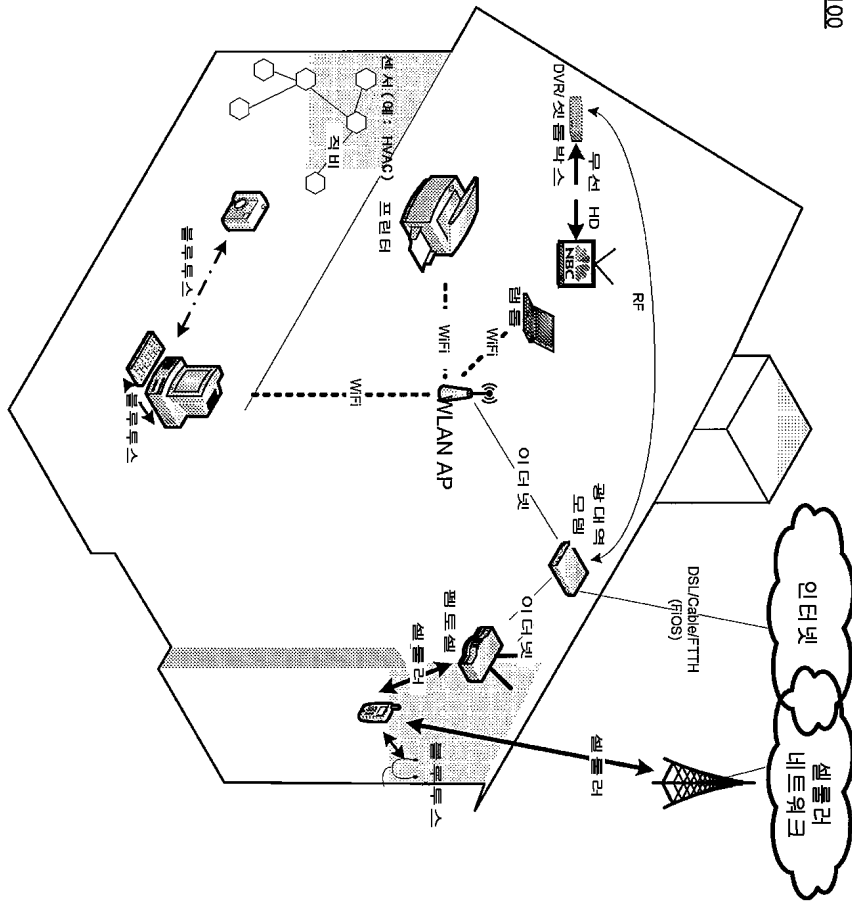 100
인터넷
셀룰러
네트워크
DSL/Cable/FTTH
(FiOS)
셀룰러
RF
광대역
모뎀
이더넷
이더넷
우선 HD
DVR/셋톱박스
NBC
랩톱
펨토셀
셀룰러
블루투스
WLAN AP
WiFi
WiFi
WiFi
프린터
센서(예: HVAC)
직비
블루투스
블루투스